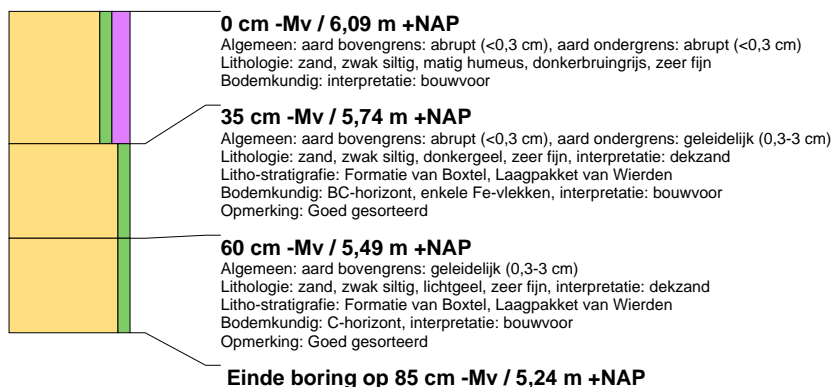 0 cm -Mv / 6,09 m +NAP
Algemeen: aard bovengrens: abrupt (<0,3 cm), aard ondergrens: abrupt (<0,3 cm)
Lithologie: zand, zwak siltig, matig humeus, donkerbruingrijs, zeer fijn
Bodemkundig: interpretatie: bouwvoor
35 cm -Mv / 5,74 m +NAP
Algemeen: aard bovengrens: abrupt (<0,3 cm), aard ondergrens: geleidelijk (0,3-3 cm)
Lithologie: zand, zwak siltig, donkergeel, zeer fijn, interpretatie: dekzand
Litho-stratigrafie: Formatie van Boxtel, Laagpakket van Wierden
Bodemkundig: BC-horizont, enkele Fe-vlekken, interpretatie: bouwvoor
Opmerking: Goed gesorteerd
60 cm -Mv / 5,49 m +NAP
Algemeen: aard bovengrens: geleidelijk (0,3-3 cm)
Lithologie: zand, zwak siltig, lichtgeel, zeer fijn, interpretatie: dekzand
Litho-stratigrafie: Formatie van Boxtel, Laagpakket van Wierden
Bodemkundig: C-horizont, interpretatie: bouwvoor
Opmerking: Goed gesorteerd
Einde boring op 85 cm -Mv / 5,24 m +NAP